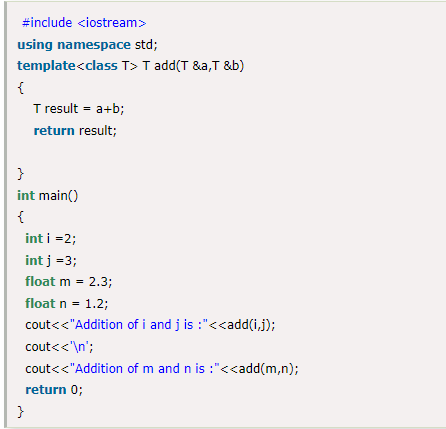 #include <iostream>
using namespace std;
template<class T> T add(T &a,T &b)
{
T result = a+b;
return result;
}
int main()
{
int i =2;
int j =3;
float m = 2.3;
float n = 1.2;
cout<<"Addition of i and j is :"<<add(i,j);
cout<<'\n';
cout<<"Addition of m and n is :"<<add(m,n);
return 0;
}